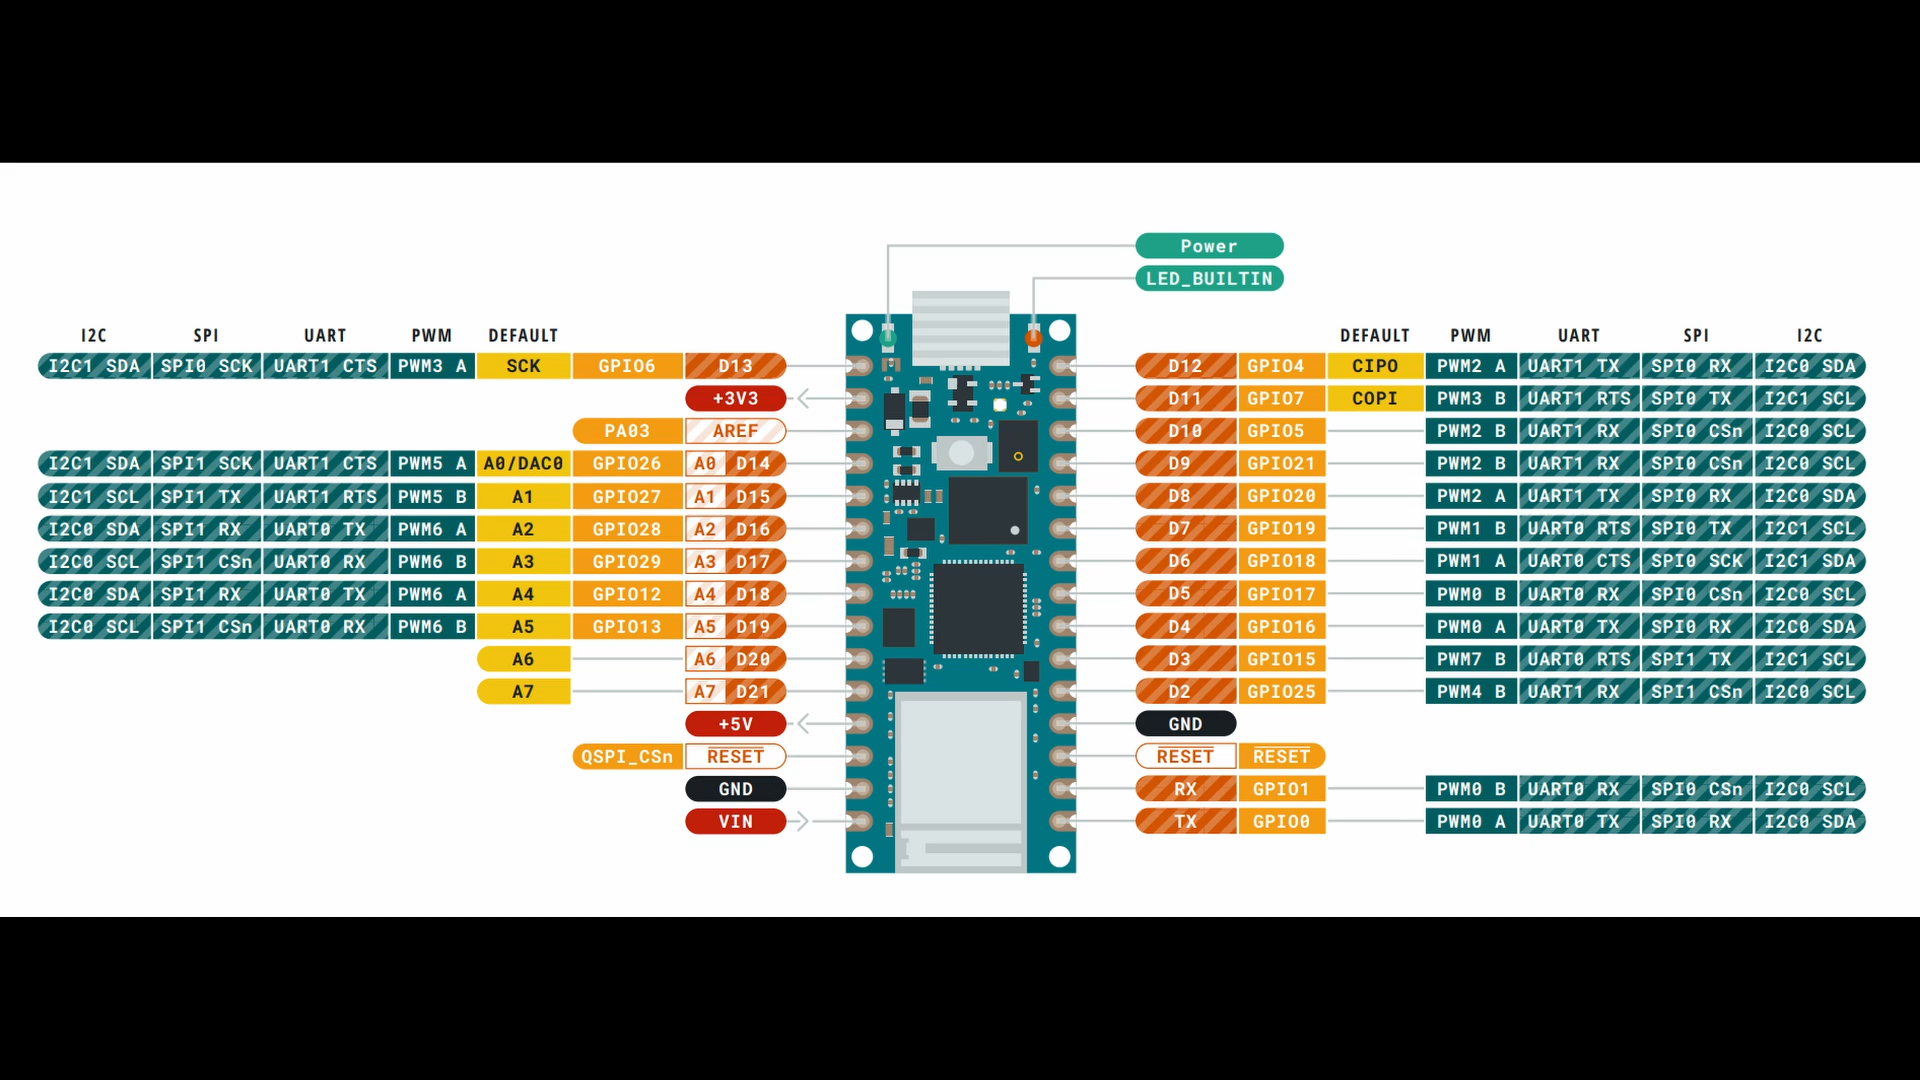 Power
LED_BUILTIN
I2C SPI UART PWM DEFAULT DEFAULT PWM UART SPI I2C
I2C1 SDA SPI0 SCK UART1 CTS PWM3 A SCK GPIO6 D13 D12 GPIO4 CIPO PWM2 A UART1 TX SPI0 RX I2C0 SDA
+3V3 D11 GPIO7 COPI PWM3 B UART1 RTS SPI0 TX I2C1 SCL
PA03 AREF D10 GPIO5 PWM2 B UART1 RX SPI0 CSn I2C0 SCL
I2C1 SDA SPI1 SCK UART1 CTS PWM5 A A0/DAC0 GPIO26 A0 D14 D9 GPIO21 PWM2 B UART1 RX SPI0 CSn I2C0 SCL
I2C1 SCL SPI1 TX UART1 RTS PWM5 B A1 GPIO27 A1 D15 D8 GPIO20 PWM2 A UART1 TX SPI0 RX I2C0 SDA
I2C0 SDA SPI1 RX UART0 TX PWM6 A A2 GPIO28 A2 D16 D7 GPIO19 PWM1 B UART0 RTS SPI0 TX I2C1 SCL
I2C0 SCL SPI1 CSn UART0 RX PWM6 B A3 GPIO29 A3 D17 D6 GPIO18 PWM1 A UART0 CTS SPI0 SCK I2C1 SDA
I2C0 SDA SPI1 RX UART0 TX PWM6 A A4 GPIO12 A4 D18 D5 GPIO17 PWM0 B UART0 RX SPI0 CSn I2C0 SCL
I2C0 SCL SPI1 CSn UART0 RX PWM6 B A5 GPIO13 A5 D19 D4 GPIO16 PWM0 A UART0 TX SPI0 RX I2C0 SDA
A6 A6 D20 D3 GPIO15 PWM7 B UART0 RTS SPI1 TX I2C1 SCL
A7 A7 D21 D2 GPIO25 PWM4 B UART1 RX SPI1 CSn I2C0 SCL
+5V GND
QSPI_CSn RESET RESET RESET
GND RX GPIO1 PWM0 B UART0 RX SPI0 CSn I2C0 SCL
VIN TX GPIO0 PWM0 A UART0 TX SPI0 RX I2C0 SDA